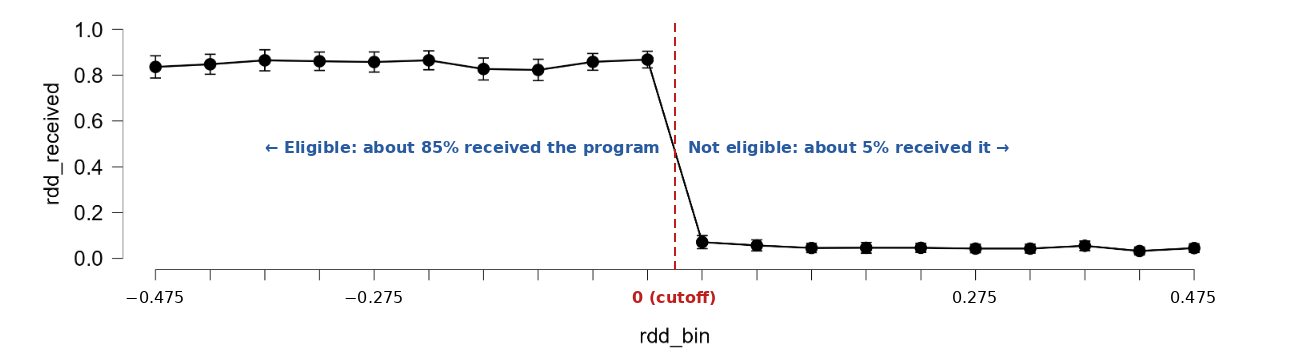 1.0
0.8
0.6
0.4
0.2
0.0
rdd_received
← Eligible: about 85% received the program
Not eligible: about 5% received it →
−0.475
−0.275
0 (cutoff)
0.275
0.475
rdd_bin